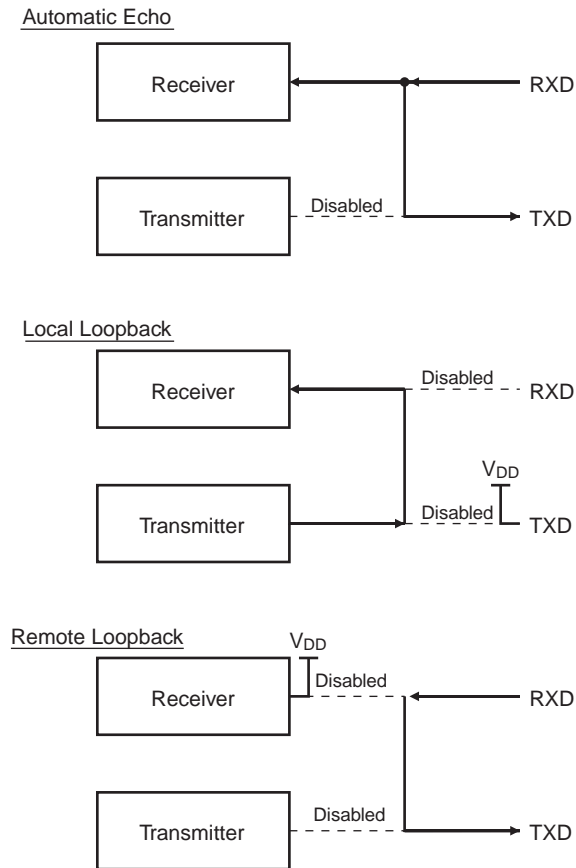 Automatic Echo
Receiver
RXD
Transmitter
Disabled
TXD
Local Loopback
Receiver
Disabled
RXD
VDD
Transmitter
Disabled
TXD
Remote Loopback
VDD
Receiver
Disabled
RXD
Transmitter
Disabled
TXD